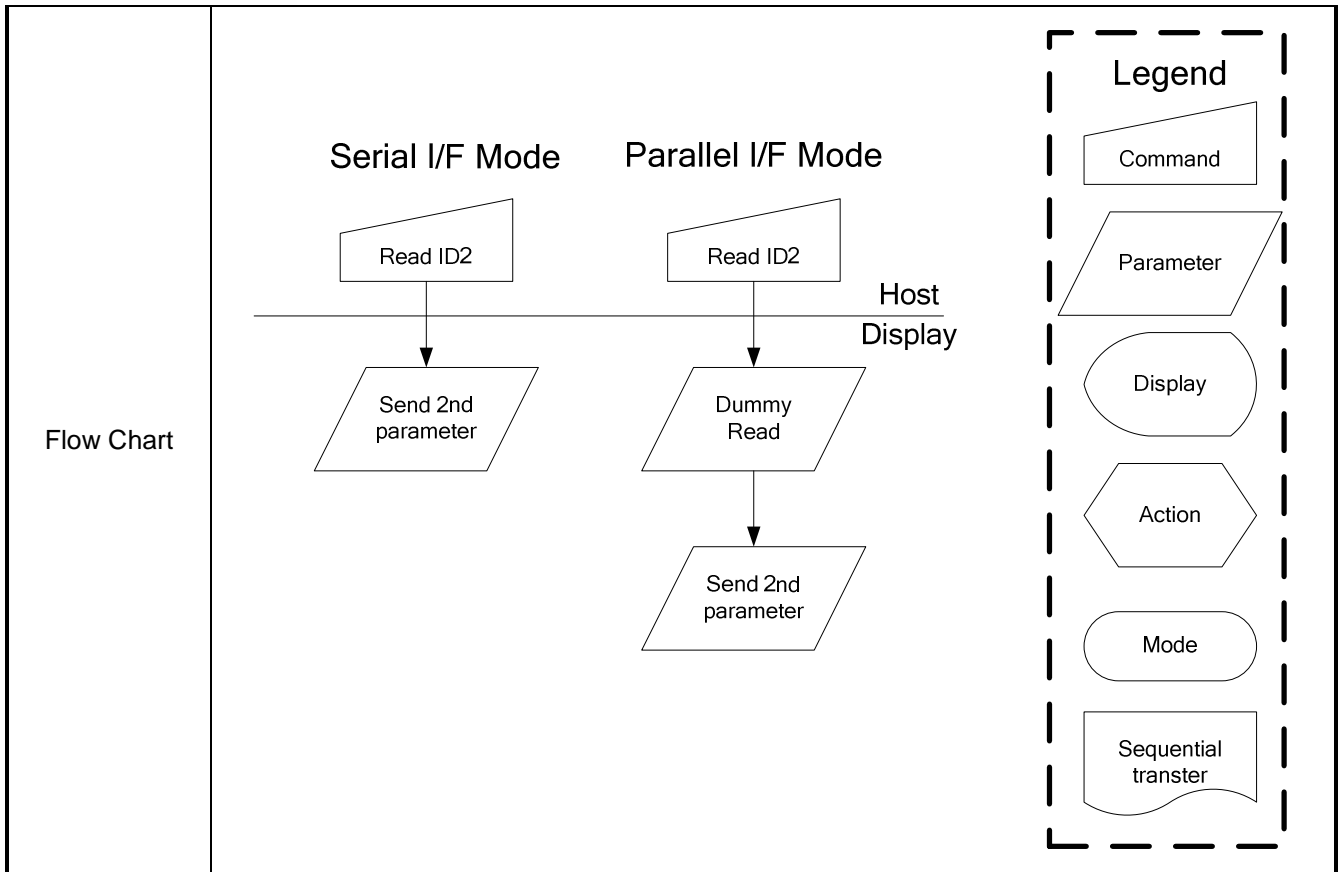 Flow Chart
Serial I/F Mode
Read ID2
Send 2nd
parameter
Parallel I/F Mode
Read ID2
Host
Display
Dummy
Read
Send 2nd
parameter
Legend
Command
Parameter
Display
Action
Mode
Sequential
transter